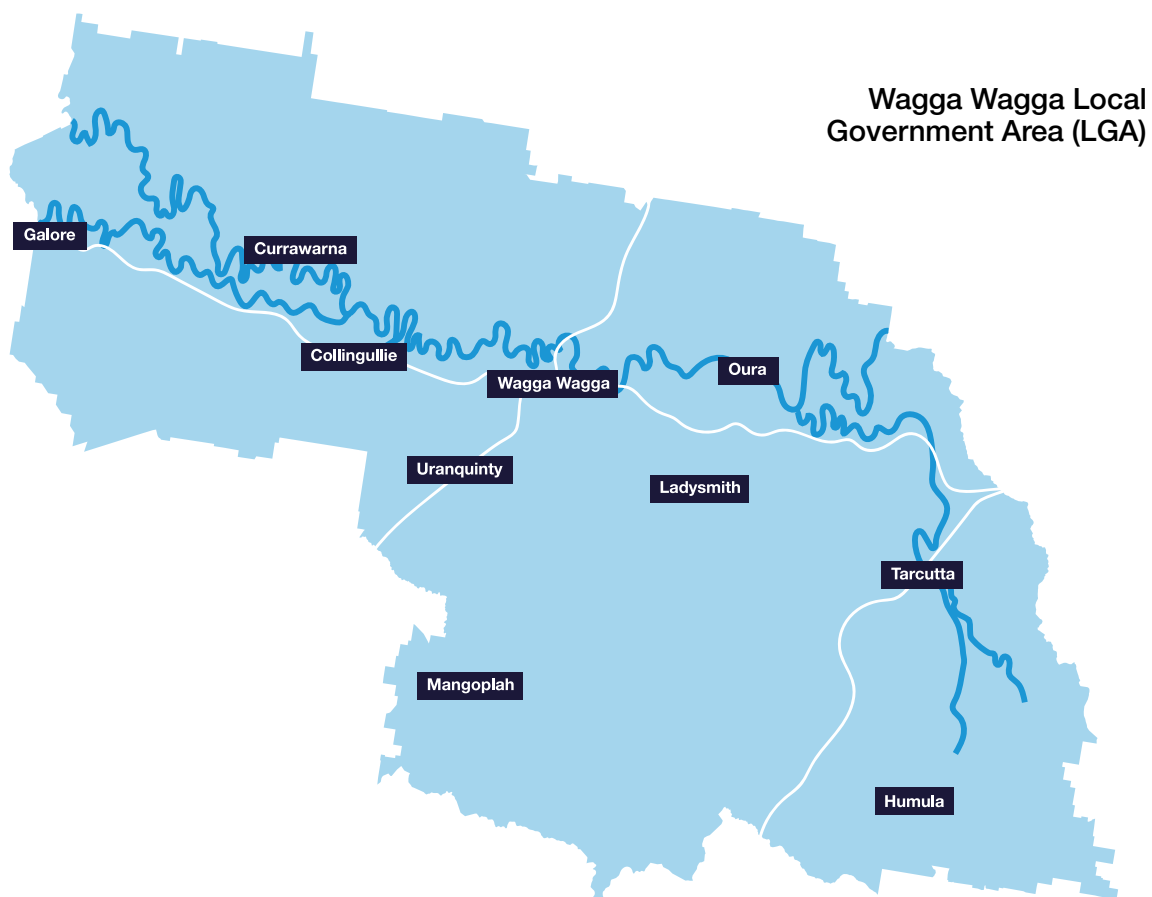 Wagga Wagga Local
Government Area (LGA)
Galore
Currawarna
Collingullie
Wagga Wagga
Oura
Uranquinty
Ladysmith
Tarcutta
Mangoplah
Humula